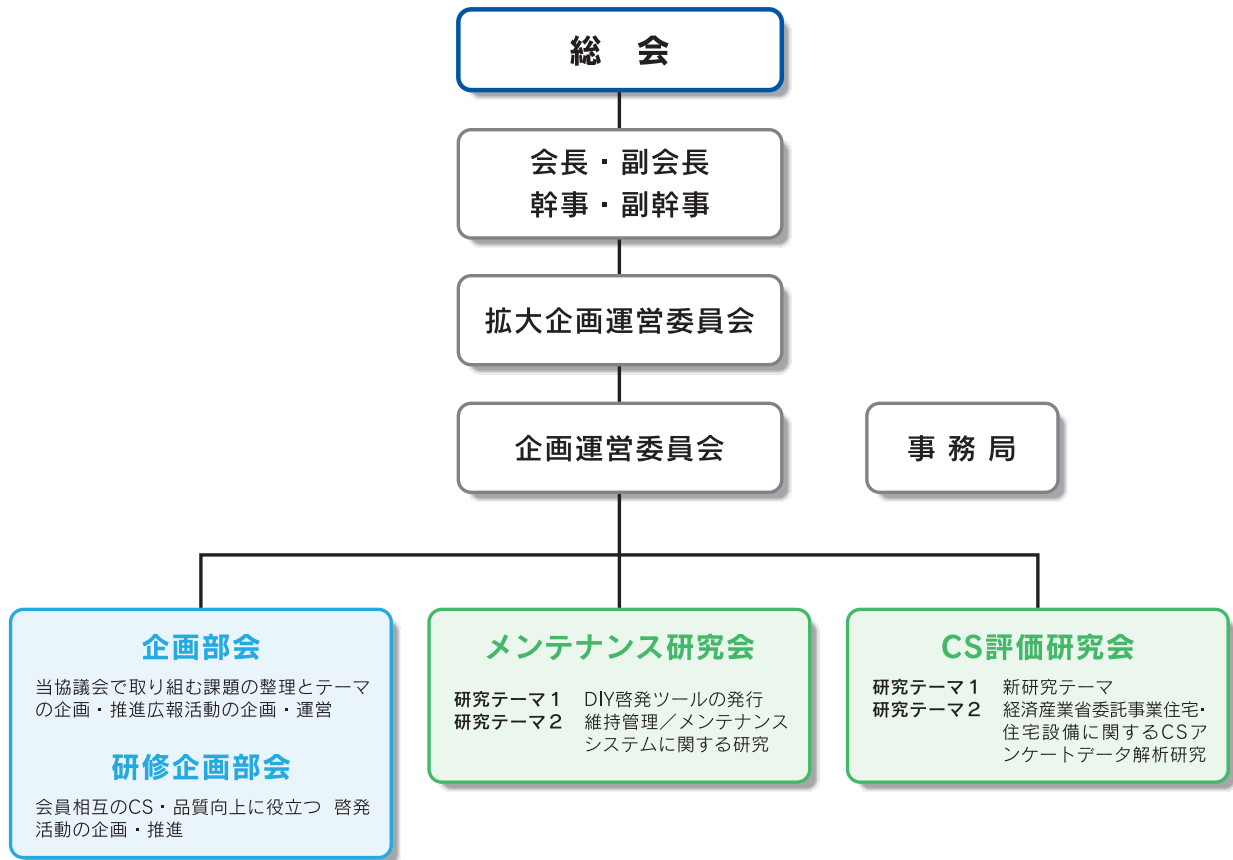 総　会
会長・副会長
幹事・副幹事
拡大企画運営委員会
企画運営委員会
事 務 局
企画部会
当協議会で取り組む課題の整理とテーマ
の企画・推進広報活動の企画・運営
研修企画部会
会員相互のCS・品質向上に役立つ 啓発
活動の企画・推進
メンテナンス研究会
研究テーマ1 DIY啓発ツールの発行
研究テーマ2 維持管理／メンテナンス
システムに関する研究
CS評価研究会
研究テーマ1 新研究テーマ
研究テーマ2 経済産業省委託事業住宅・
住宅設備に関するCSア
ンケートデータ解析研究